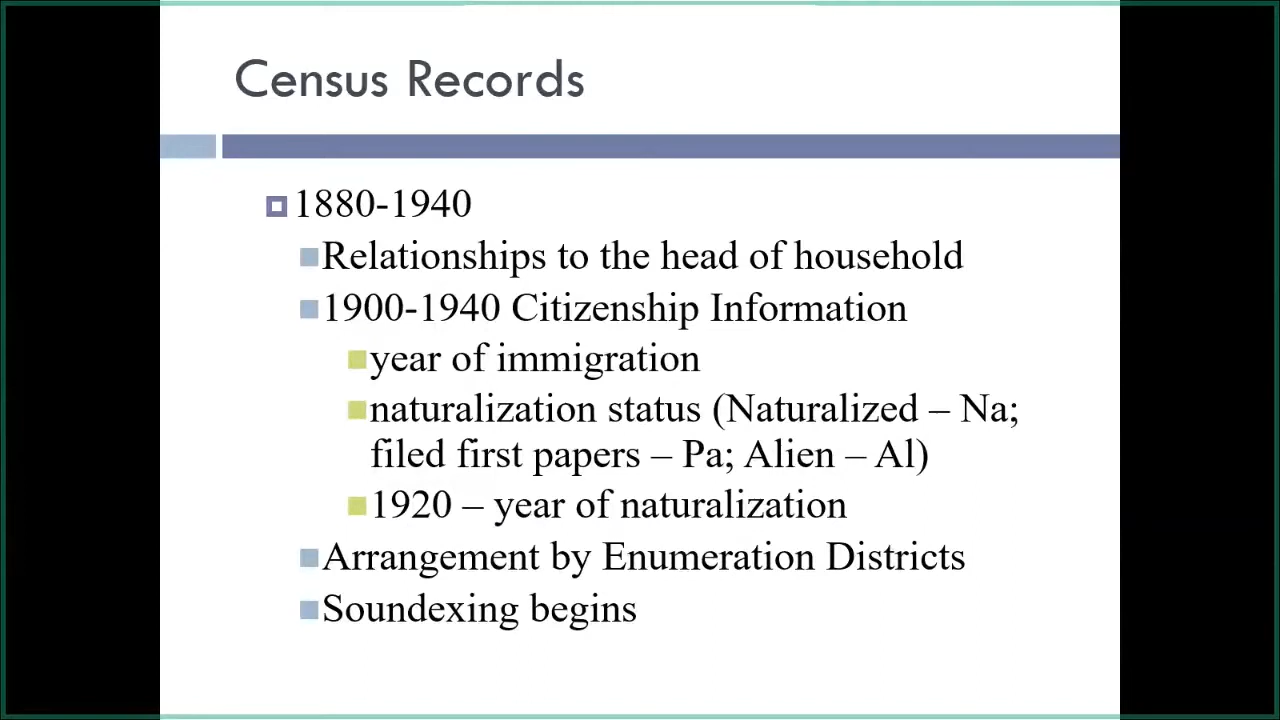 Census Records
1880-1940
Relationships to the head of household
1900-1940 Citizenship Information
year of immigration
naturalization status (Naturalized – Na;
filed first papers – Pa; Alien – Al)
1920 – year of naturalization
Arrangement by Enumeration Districts
Soundexing begins